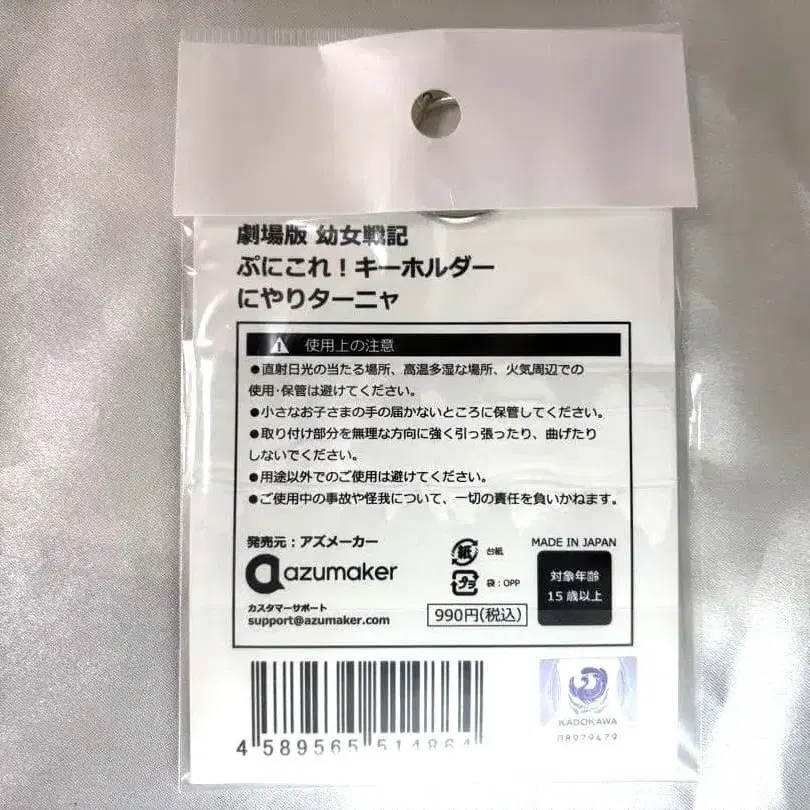 劇場版 幼女戦記
ぷにこれ！キーホルダー
にやりターニャ
使用上の注意
●直射日光の当たる場所、高温多湿な場所、火気周辺での
使用・保管は避けてください。
●小さなお子さまの手の届かないところに保管してください。
●取り付け部分を無理な方向に強く引っ張ったり、曲げたり
しないでください。
●用途以外でのご使用は避けてください。
●ご使用中の事故や怪我について、一切の責任を負いかねます。
発売元：アズメーカー
azumaker
カスタマーサポート
support@azumaker.com
紙 台紙
プラ 袋：OPP
990円(税込)
MADE IN JAPAN
対象年齢
15 歳以上
4 589565 514864
KADOKAWA
08979479